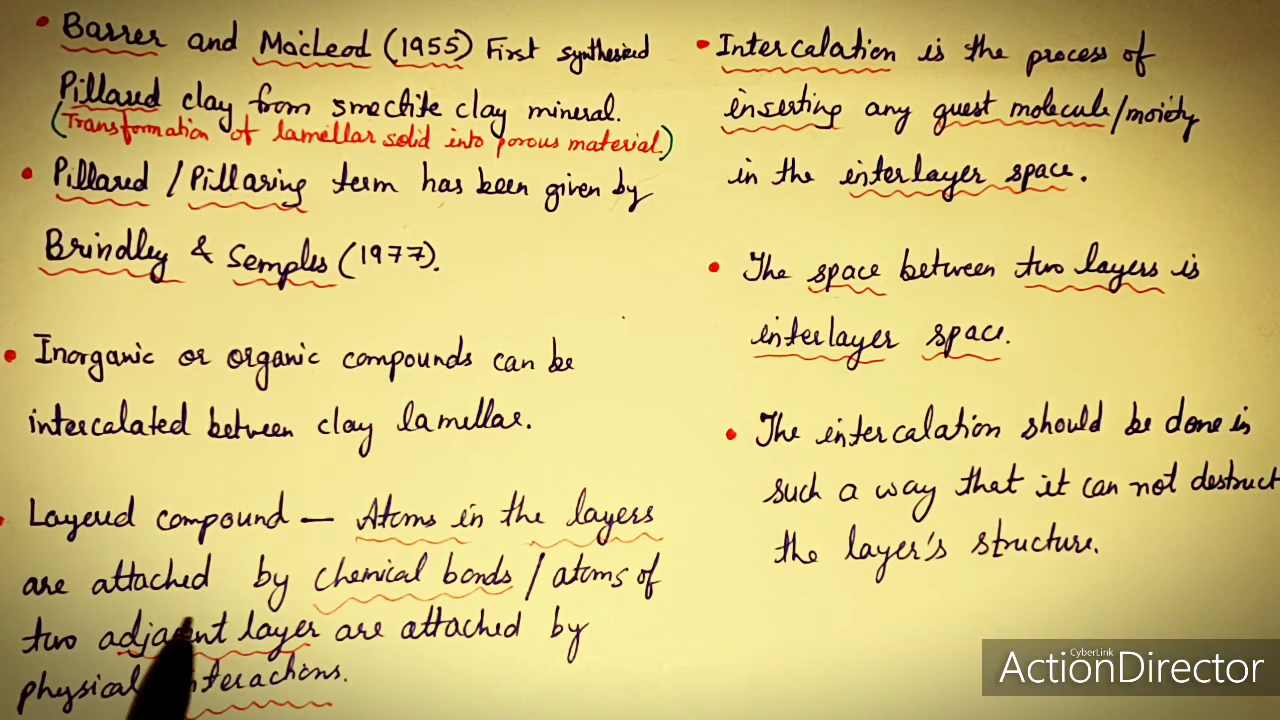 Barrer and MacLeod (1955) First synthesized
Pillared clay from smectite clay mineral.
(Transformation of lamellar solid into porous material.)
Pillared / Pillaring term has been given by
Brindley & Semples (1977).
Inorganic or organic compounds can be
intercalated between clay lamellar.
Layered compound — Atoms in the layers
are attached by chemical bonds / atoms of
two adjacent layer are attached by
physical interactions.
Intercalation is the process of
inserting any guest molecule/moiety
in the interlayer space.
The space between two layers is
interlayer space.
The intercalation should be done in
such a way that it can not destruct
the layer's structure.
CyberLink
ActionDirector